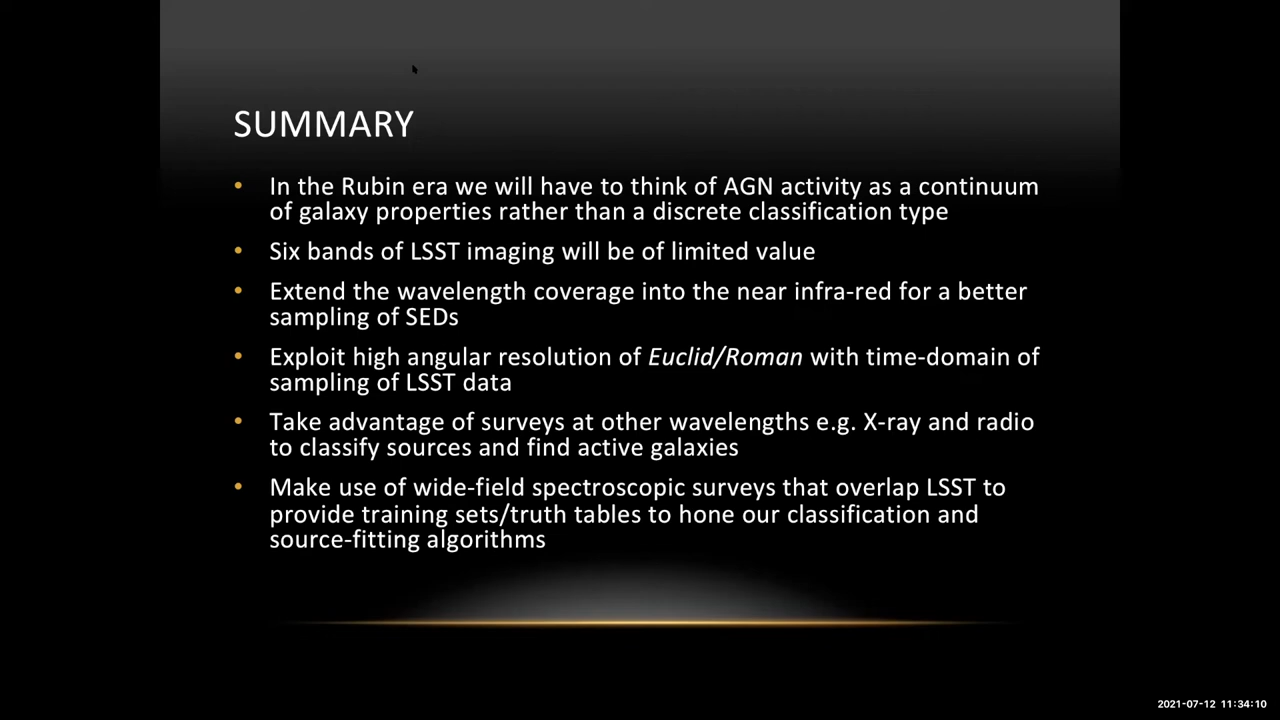 SUMMARY
• In the Rubin era we will have to think of AGN activity as a continuum
of galaxy properties rather than a discrete classification type
• Six bands of LSST imaging will be of limited value
• Extend the wavelength coverage into the near infra-red for a better
sampling of SEDs
• Exploit high angular resolution of Euclid/Roman with time-domain of
sampling of LSST data
• Take advantage of surveys at other wavelengths e.g. X-ray and radio
to classify sources and find active galaxies
• Make use of wide-field spectroscopic surveys that overlap LSST to
provide training sets/truth tables to hone our classification and
source-fitting algorithms
2021-07-12 11:34:10